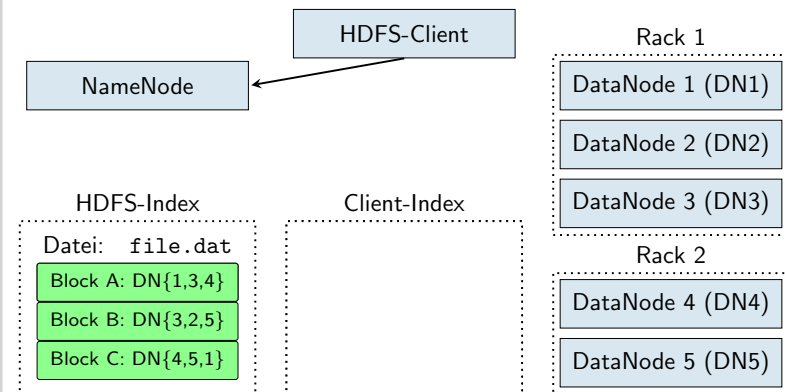 HDFS-Client
NameNode
Rack 1
DataNode 1 (DN1)
DataNode 2 (DN2)
DataNode 3 (DN3)
HDFS-Index
Datei: file.dat
Block A: DN{1,3,4}
Block B: DN{3,2,5}
Block C: DN{4,5,1}
Client-Index
Rack 2
DataNode 4 (DN4)
DataNode 5 (DN5)